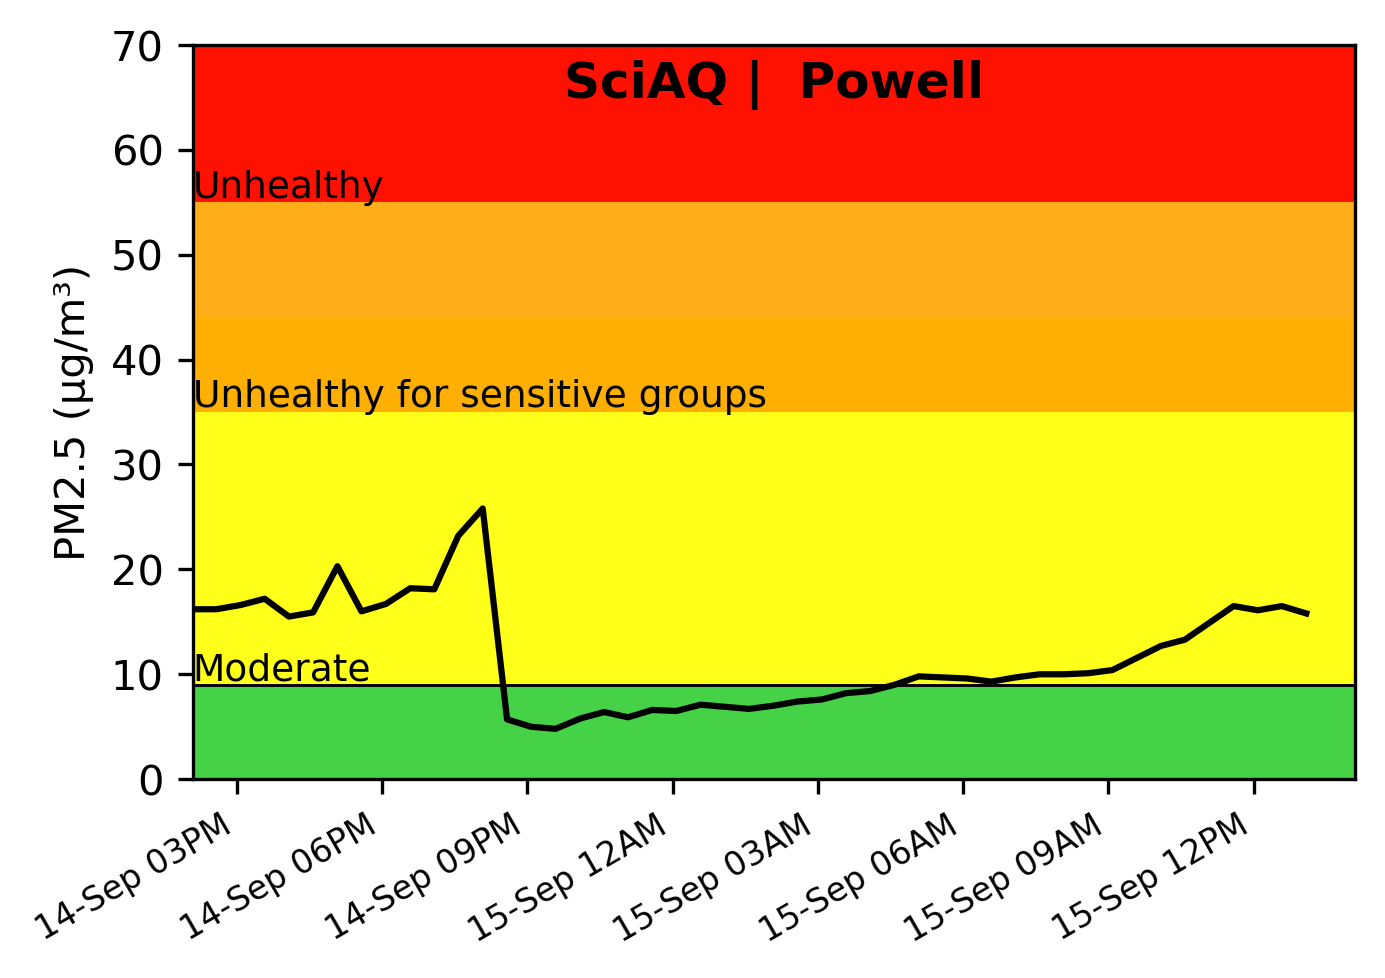 SciAQ |  Powell
70
60
Unhealthy
50
40
Unhealthy for sensitive groups
30
20
Moderate
10
0
PM2.5 (µg/m³)
14-Sep 03PM
14-Sep 06PM
14-Sep 09PM
15-Sep 12AM
15-Sep 03AM
15-Sep 06AM
15-Sep 09AM
15-Sep 12PM